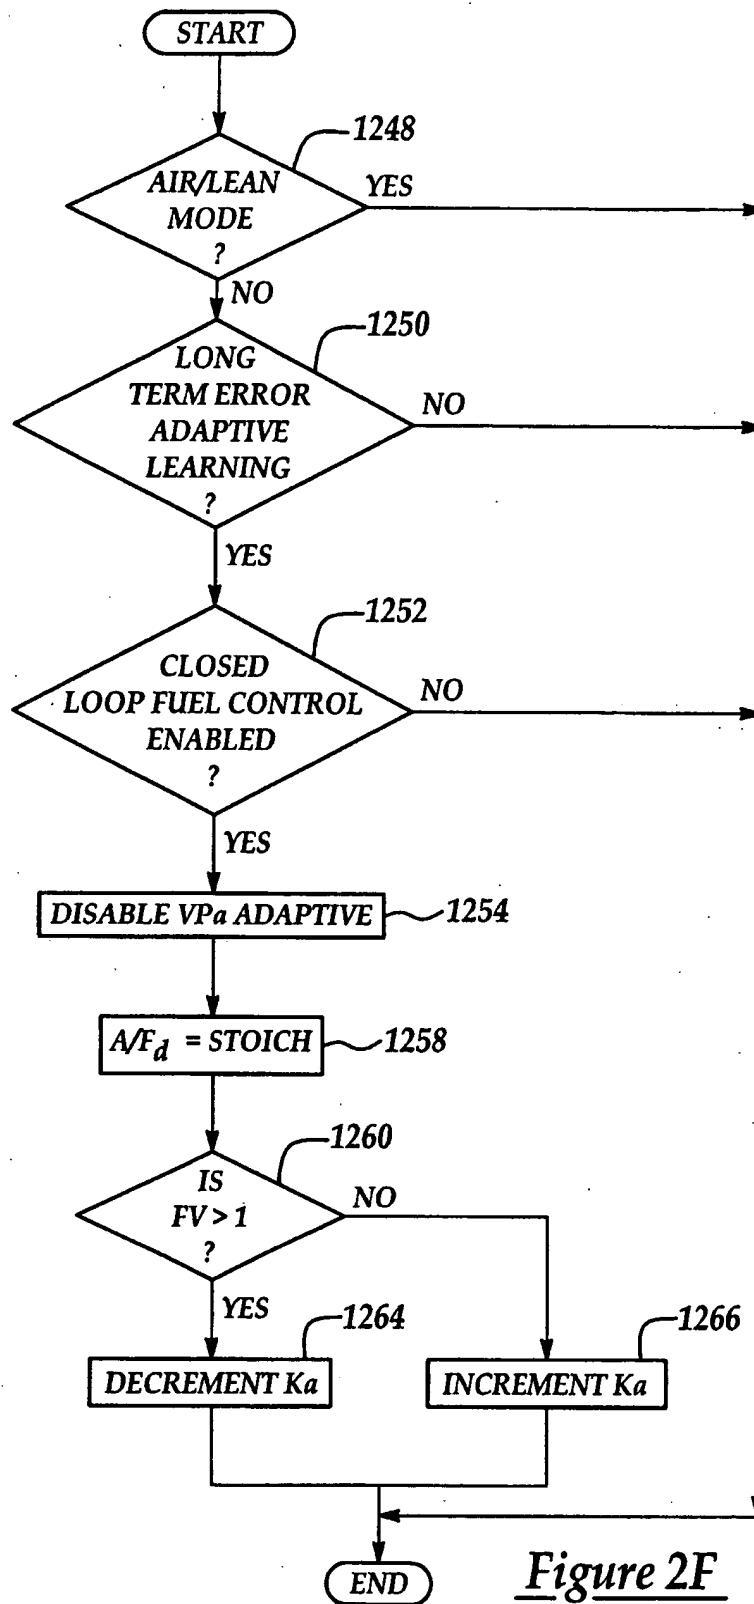 START
1248
AIR/LEAN
MODE
?
YES
NO
1250
LONG
TERM ERROR
ADAPTIVE
LEARNING
?
NO
YES
1252
CLOSED
LOOP FUEL CONTROL
ENABLED
?
NO
YES
DISABLE VPa ADAPTIVE
1254
A/Fd = STOICH
1258
1260
IS
FV > 1
?
NO
YES
1264
1266
DECREMENT Ka
INCREMENT Ka
END
Figure 2F